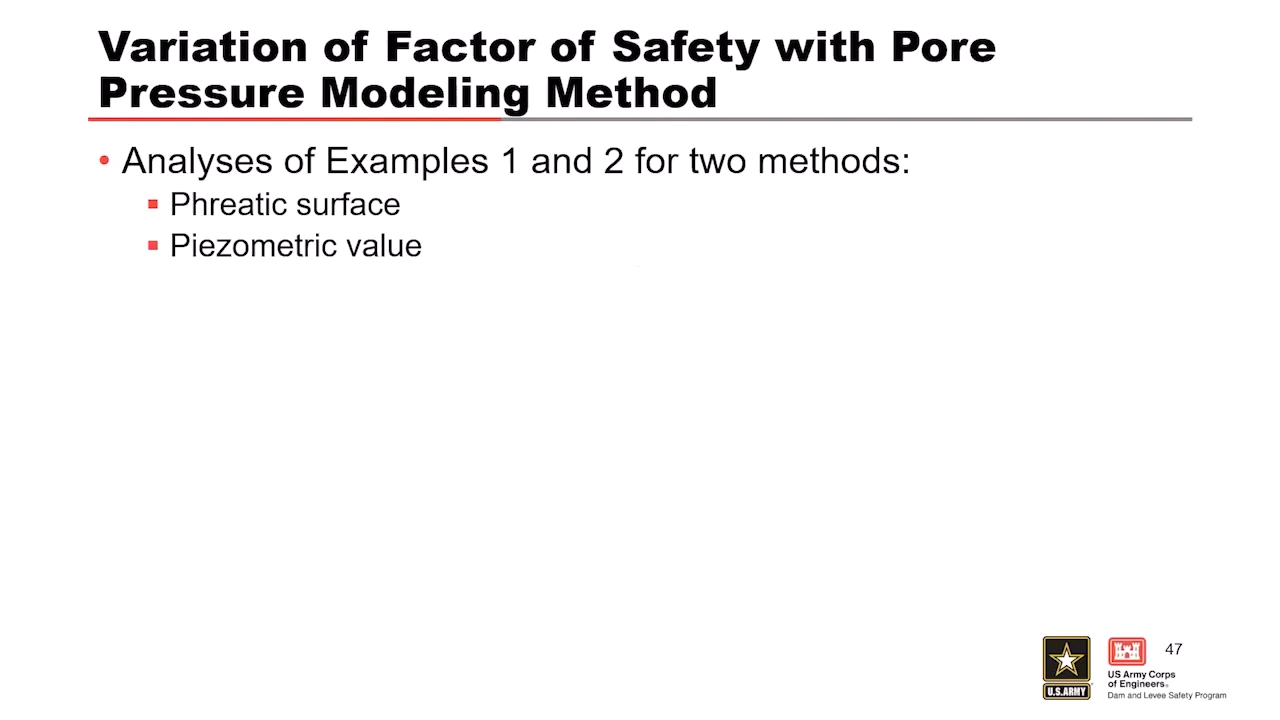 Variation of Factor of Safety with Pore
Pressure Modeling Method
• Analyses of Examples 1 and 2 for two methods:
▪ Phreatic surface
▪ Piezometric value
47
U.S.ARMY
US Army Corps
of Engineers®
Dam and Levee Safety Program